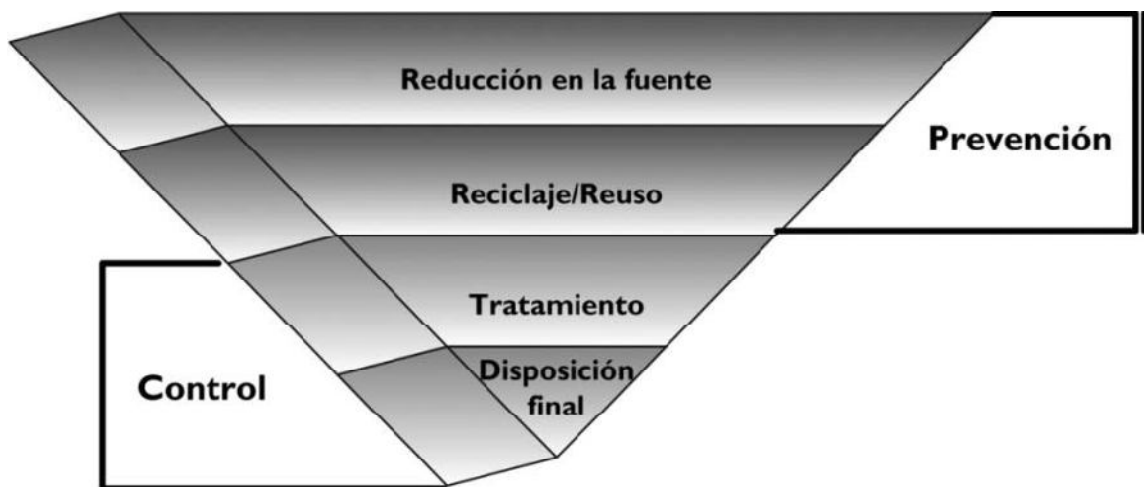 Reducción en la fuente
Prevención
Reciclaje/Reuso
Tratamiento
Disposición
final
Control